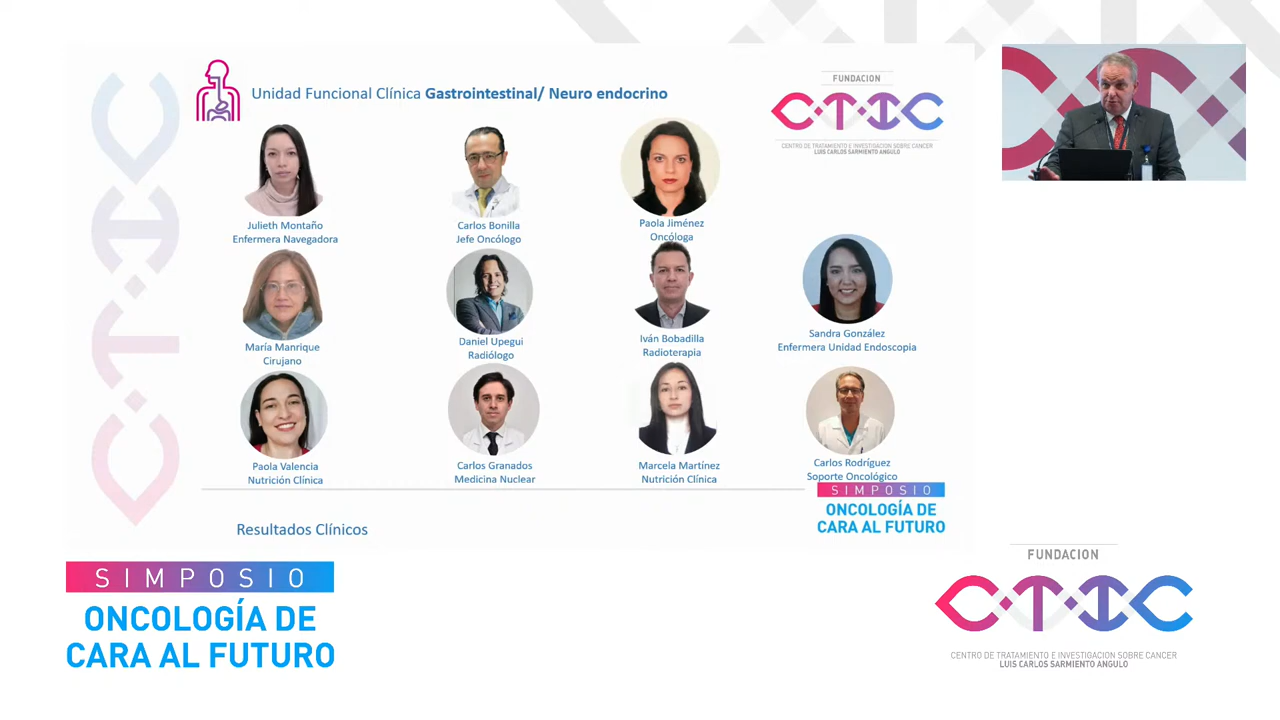 Unidad Funcional Clínica Gastrointestinal/ Neuro endocrino
FUNDACION
CTIC
CENTRO DE TRATAMIENTO E INVESTIGACION SOBRE CANCER
LUIS CARLOS SARMIENTO ANGULO
CTIC
Julieth Montaño
Enfermera Navegadora
Carlos Bonilla
Jefe Oncólogo
Paola Jiménez
Oncóloga
María Manrique
Cirujano
Daniel Upegui
Radiólogo
Iván Bobadilla
Radioterapia
Sandra González
Enfermera Unidad Endoscopia
Paola Valencia
Nutrición Clínica
Carlos Granados
Medicina Nuclear
Marcela Martínez
Nutrición Clínica
Carlos Rodríguez
Soporte Oncológico
SIMPOSIO
ONCOLOGÍA DE
CARA AL FUTURO
Resultados Clínicos
SIMPOSIO
ONCOLOGÍA DE
CARA AL FUTURO
FUNDACION
CTIC
CENTRO DE TRATAMIENTO E INVESTIGACION SOBRE CANCER
LUIS CARLOS SARMIENTO ANGULO